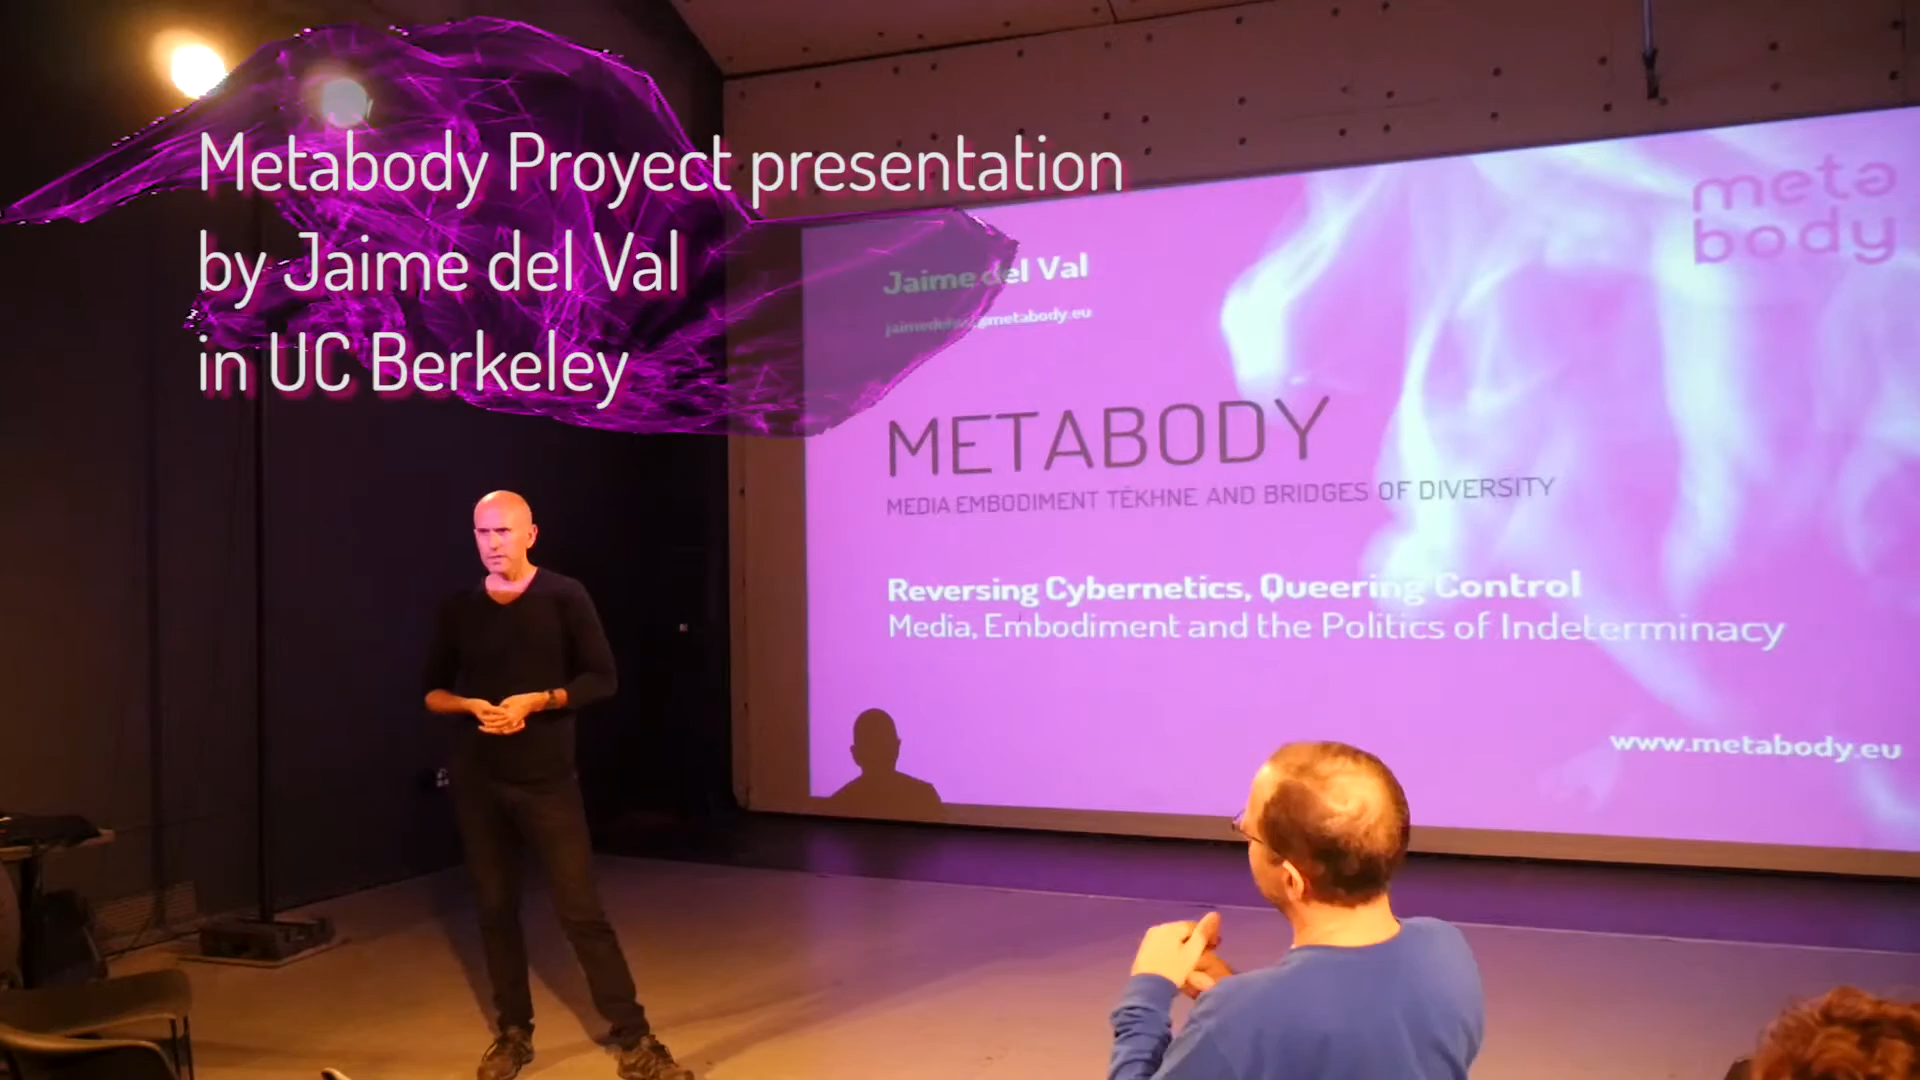 Metabody Proyect presentation
by Jaime del Val
in UC Berkeley
meta
body
Jaime del Val
METABODY
MEDIA EMBODIMENT TÉKHNE AND BRIDGES OF DIVERSITY
Reversing Cybernetics, Queering Control
Media, Embodiment and the Politics of Indeterminacy
www.metabody.eu